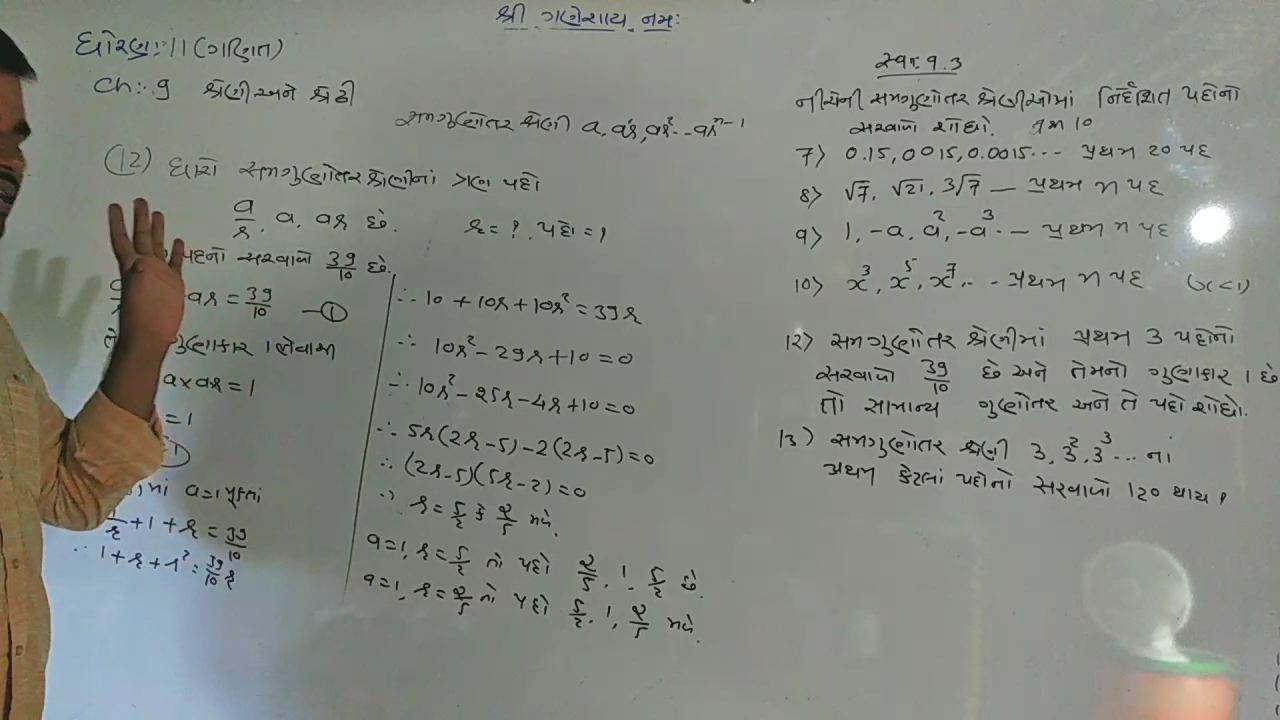 શ્રી ગણેશાય નમઃ
ધોરણઃ 11 (ગણિત)
Ch: 9 શ્રેણી અને શ્રેઢી
સમગુણોતર શ્રેણી a, ar, ar² -- arⁿ⁻¹
(12) ધારો સમગુણોતર શ્રેણીનાં ત્રણ પદો
a/r, a, ar છે. r = ? પદો = ?
પદનો સરવાળો 39/10 છે.
ar = 39/10 —①
ગુણાકાર 1 લેવાથી
a × ar = 1
= 1
માં a=1 મૂકતાં
1/r + 1 + r = 39/10
∴ 1 + r + r² = 39/10 r
∴ 10 + 10r + 10r² = 39r
∴ 10r² - 29r + 10 = 0
∴ 10r² - 25r - 4r + 10 = 0
∴ 5r(2r - 5) - 2(2r - 5) = 0
∴ (2r - 5)(5r - 2) = 0
∴ r = 5/2 કે 2/5 મળે.
a=1, r = 5/2 તો પદો 2/5, 1, 5/2 છે.
a=1, r = 2/5 તો પદો 5/2, 1, 2/5 મળે.
સ્વા. 9.3
નીચેની સમગુણોતર શ્રેણીઓમાં નિર્દેશિત પદોનો
સરવાળો શોધો. 7 થી 10
7) 0.15, 0.015, 0.0015... પ્રથમ 20 પદ
8) √7, √21, 3√7 — પ્રથમ n પદ
9) 1, -a, a², -a³ -- પ્રથમ n પદ
10) x³, x⁵, x⁷, .. - પ્રથમ n પદ (x<1)
12) સમગુણોતર શ્રેણીમાં પ્રથમ 3 પદોનો
સરવાળો 39/10 છે અને તેમનો ગુણાકાર 1 છે
તો સામાન્ય ગુણોતર અને તે પદો શોધો.
13) સમગુણોતર શ્રેણી 3, 3², 3³ ... નાં
પ્રથમ કેટલાં પદોનો સરવાળો 120 થાય ?